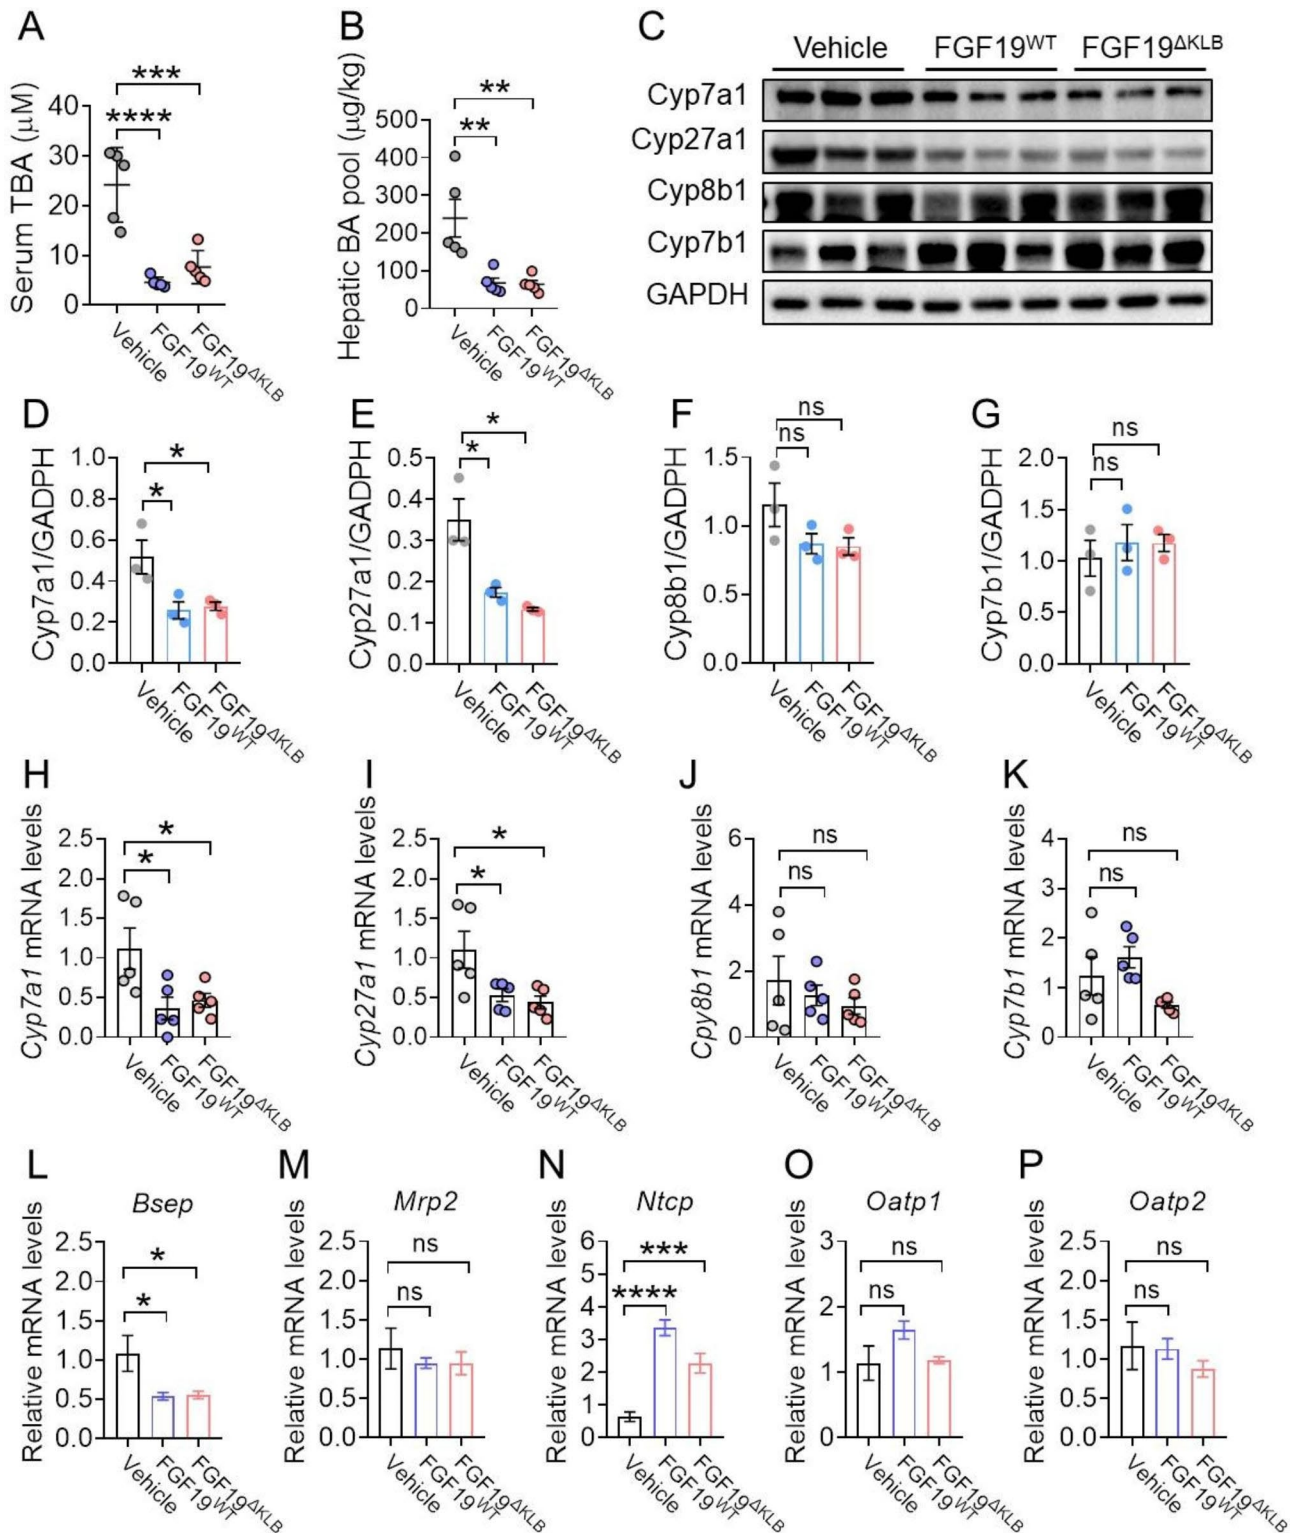 A
Serum TBA (μM)
40
30
20
10
0
****
***
Vehicle
FGF19WT
FGF19ΔKLB
B
Hepatic BA pool (μg/kg)
500
400
300
200
100
0
**
**
Vehicle
FGF19WT
FGF19ΔKLB
C
Vehicle FGF19WT FGF19ΔKLB
Cyp7a1
Cyp27a1
Cyp8b1
Cyp7b1
GAPDH
D
Cyp7a1/GADPH
1.0
0.8
0.6
0.4
0.2
0.0
*
*
Vehicle
FGF19WT
FGF19ΔKLB
E
Cyp27a1/GADPH
0.5
0.4
0.3
0.2
0.1
0.0
*
*
Vehicle
FGF19WT
FGF19ΔKLB
F
Cyp8b1/GADPH
1.5
1.0
0.5
0.0
ns
ns
Vehicle
FGF19WT
FGF19ΔKLB
G
Cyp7b1/GADPH
2.0
1.5
1.0
0.5
0.0
ns
ns
Vehicle
FGF19WT
FGF19ΔKLB
H
Cyp7a1 mRNA levels
2.5
2.0
1.5
1.0
0.5
0.0
*
*
Vehicle
FGF19WT
FGF19ΔKLB
I
Cyp27a1 mRNA levels
2.5
2.0
1.5
1.0
0.5
0.0
*
*
Vehicle
FGF19WT
FGF19ΔKLB
J
Cpy8b1 mRNA levels
6
4
2
0
ns
ns
Vehicle
FGF19WT
FGF19ΔKLB
K
Cyp7b1 mRNA levels
4
3
2
1
0
ns
ns
Vehicle
FGF19WT
FGF19ΔKLB
L
Bsep
Relative mRNA levels
2.5
2.0
1.5
1.0
0.5
0.0
*
*
Vehicle
FGF19WT
FGF19ΔKLB
M
Mrp2
Relative mRNA levels
2.5
2.0
1.5
1.0
0.5
0.0
ns
ns
Vehicle
FGF19WT
FGF19ΔKLB
N
Ntcp
Relative mRNA levels
6
5
4
3
2
1
0
***
****
Vehicle
FGF19WT
FGF19ΔKLB
O
Oatp1
Relative mRNA levels
3
2
1
0
ns
ns
Vehicle
FGF19WT
FGF19ΔKLB
P
Oatp2
Relative mRNA levels
2.5
2.0
1.5
1.0
0.5
0.0
ns
ns
Vehicle
FGF19WT
FGF19ΔKLB